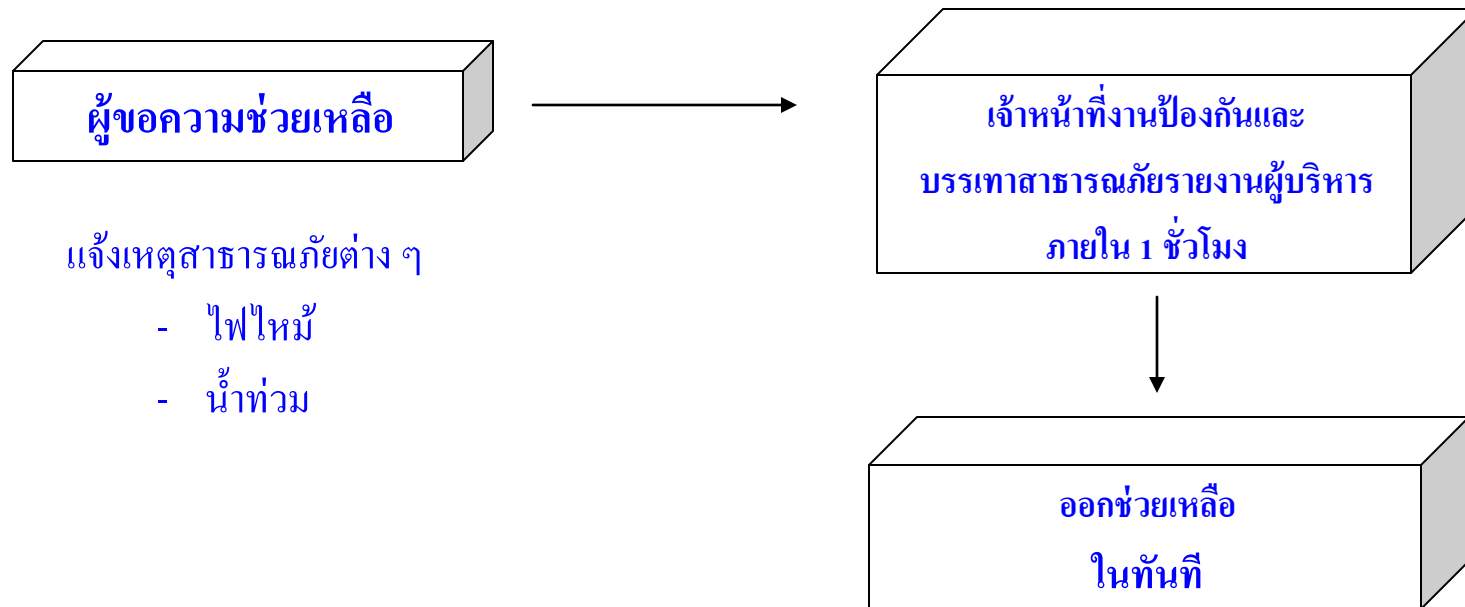 ผู้ขอความช่วยเหลือ
แจ้งเหตุสาธารณภัยต่าง ๆ
- ไฟไหม้
- น้ำท่วม
เจ้าหน้าที่งานป้องกันและ
บรรเทาสาธารณภัยรายงานผู้บริหาร
ภายใน 1 ชั่วโมง
ออกช่วยเหลือ
ในทันที